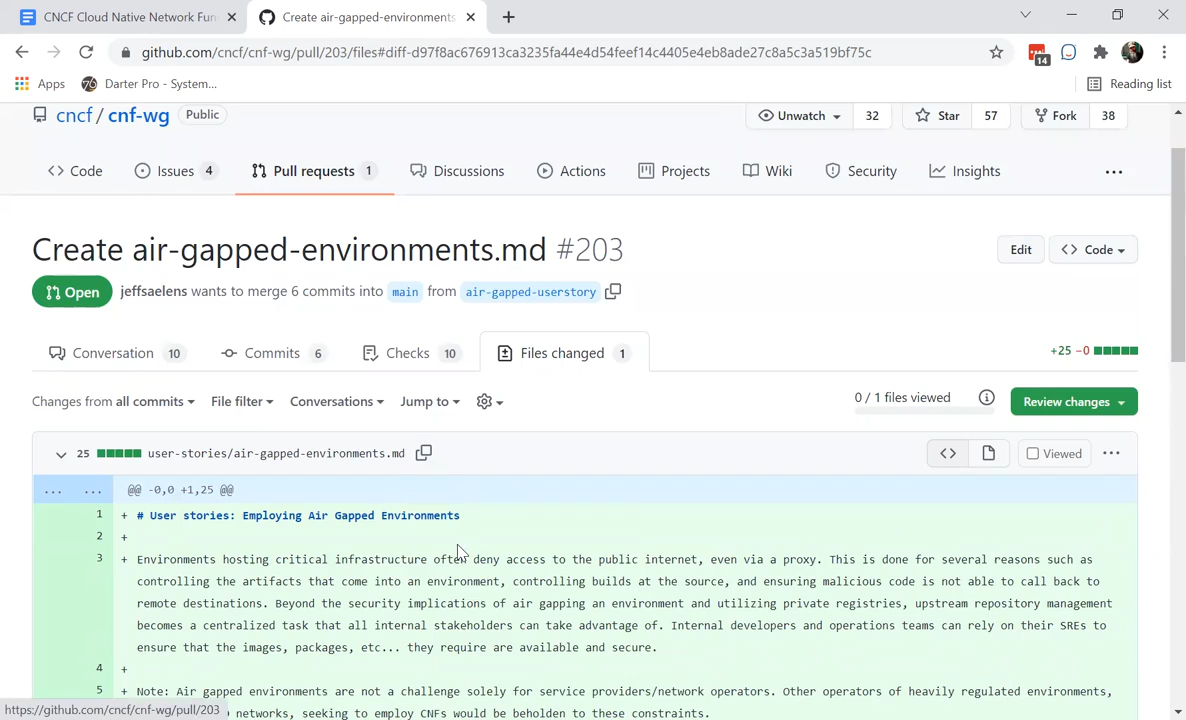 CNCF Cloud Native Network Fun
Create air-gapped-environments
github.com/cncf/cnf-wg/pull/203/files#diff-d97f8ac676913ca3235fa44e4d54feef14c4405e4eb8ade27c8a5c3a519bf75c
14
Apps
Darter Pro - System...
Reading list
cncf / cnf-wg Public
Unwatch 32
Star 57
Fork 38
Code
Issues 4
Pull requests 1
Discussions
Actions
Projects
Wiki
Security
Insights
Create air-gapped-environments.md #203
Edit
Code
Open
jeffsaelens wants to merge 6 commits into main from air-gapped-userstory
Conversation 10
Commits 6
Checks 10
Files changed 1
+25 −0
Changes from all commits
File filter
Conversations
Jump to
0 / 1 files viewed
Review changes
25 user-stories/air-gapped-environments.md
Viewed
... ... @@ -0,0 +1,25 @@
1 + # User stories: Employing Air Gapped Environments
2 +
3 + Environments hosting critical infrastructure often deny access to the public internet, even via a proxy. This is done for several reasons such as
controlling the artifacts that come into an environment, controlling builds at the source, and ensuring malicious code is not able to call back to
remote destinations. Beyond the security implications of air gapping an environment and utilizing private registries, upstream repository management
becomes a centralized task that all internal stakeholders can take advantage of. Internal developers and operations teams can rely on their SREs to
ensure that the images, packages, etc... they require are available and secure.
4 +
5 + Note: Air gapped environments are not a challenge solely for service providers/network operators. Other operators of heavily regulated environments,
networks, seeking to employ CNFs would be beholden to these constraints.
https://github.com/cncf/cnf-wg/pull/203